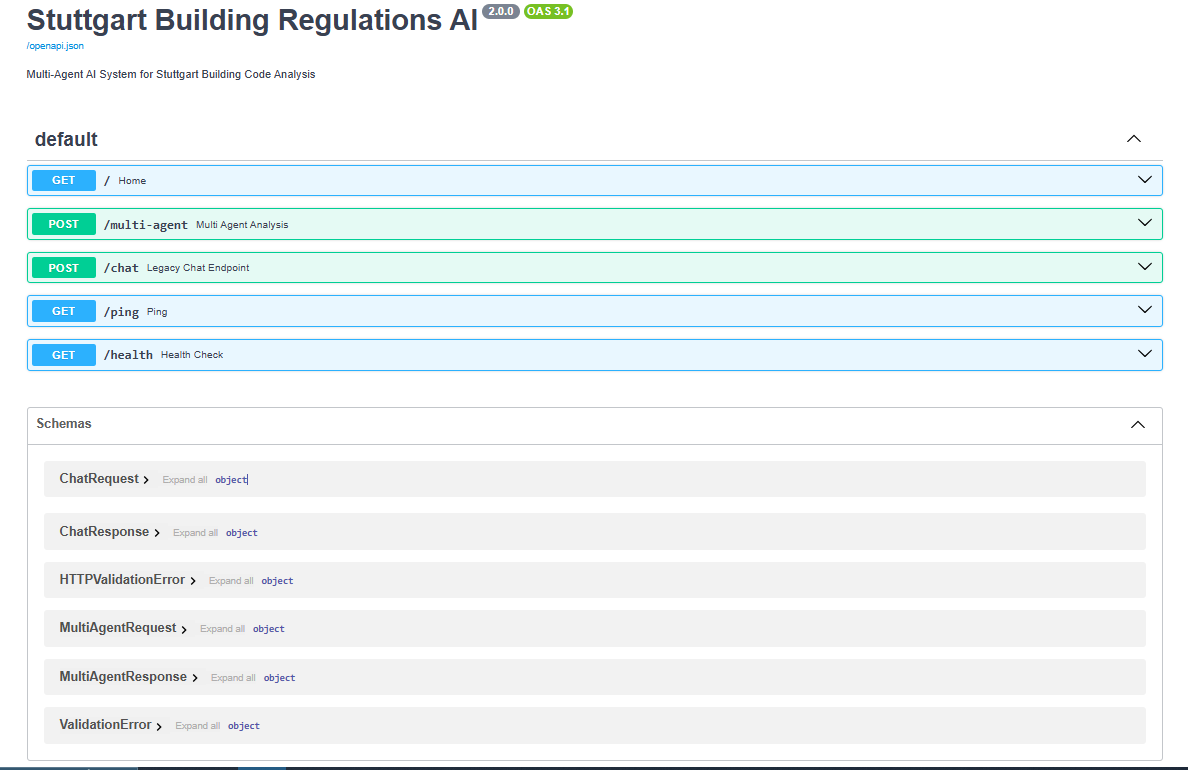 Stuttgart Building Regulations AI 2.0.0 OAS 3.1
/openapi.json
Multi-Agent AI System for Stuttgart Building Code Analysis
default
GET / Home
POST /multi-agent Multi Agent Analysis
POST /chat Legacy Chat Endpoint
GET /ping Ping
GET /health Health Check
Schemas
ChatRequest Expand all object
ChatResponse Expand all object
HTTPValidationError Expand all object
MultiAgentRequest Expand all object
MultiAgentResponse Expand all object
ValidationError Expand all object